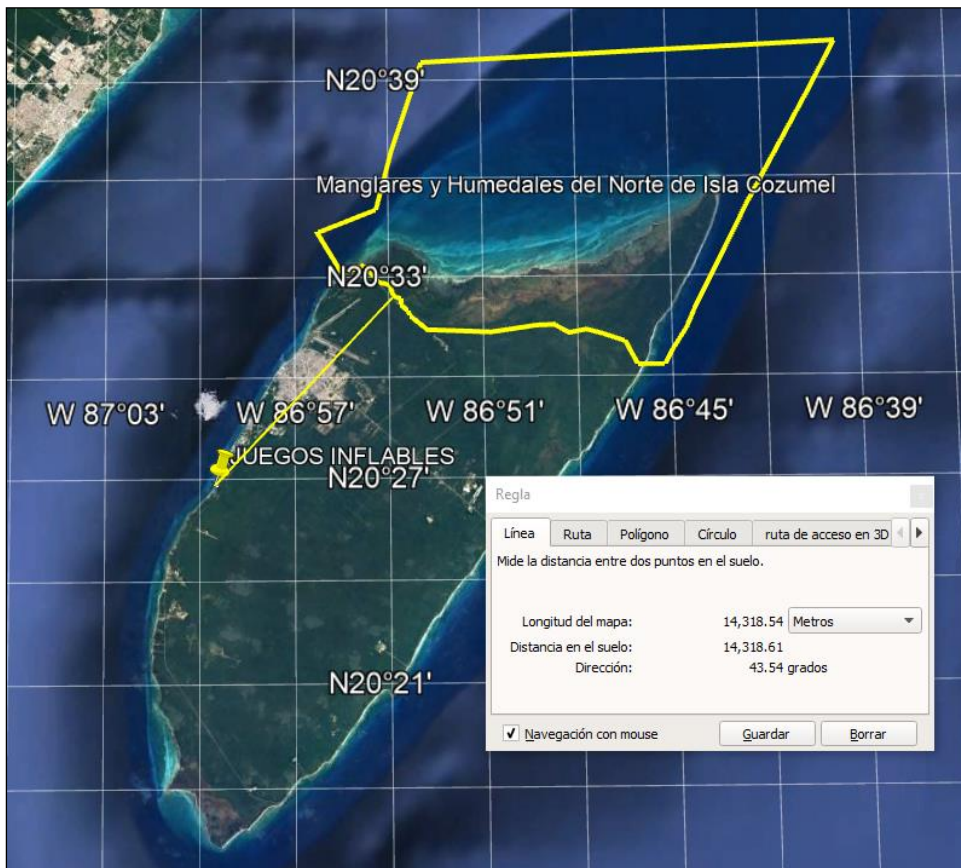 N20°39'
Manglares y Humedales del Norte de Isla Cozumel
N20°33'
W 87°03'
W 86°57'
W 86°51'
W 86°45'
W 86°39'
JUEGOS INFLABLES
N20°27'
N20°21'
Regla
Línea
Ruta
Polígono
Círculo
ruta de acceso en 3D
Mide la distancia entre dos puntos en el suelo.
Longitud del mapa: 14,318.54 Metros
Distancia en el suelo: 14,318.61
Dirección: 43.54 grados
Navegación con mouse
Guardar
Borrar